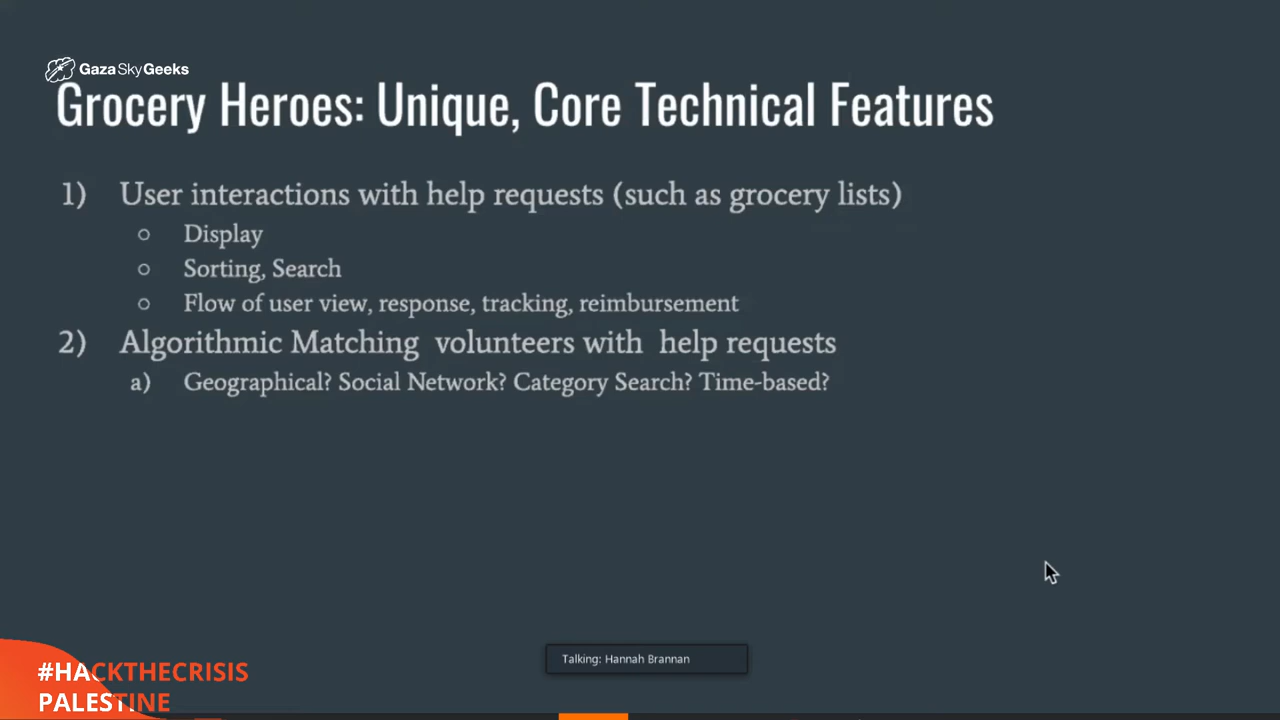 GazaSkyGeeks
Grocery Heroes: Unique, Core Technical Features
1) User interactions with help requests (such as grocery lists)
○ Display
○ Sorting, Search
○ Flow of user view, response, tracking, reimbursement
2) Algorithmic Matching volunteers with help requests
a) Geographical? Social Network? Category Search? Time-based?
Talking: Hannah Brannan
#HACKTHECRISIS
PALESTINE